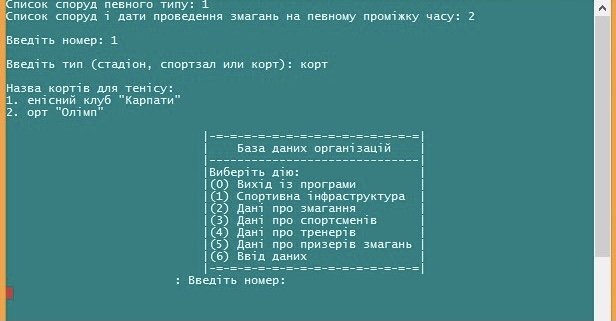 Список споруд певного типу: 1
Список споруд і дати проведення змагань на певному проміжку часу: 2
Введіть номер: 1
Введіть тип (стадіон, спортзал или корт): корт
Назва кортів для тенісу:
1. енісний клуб "Карпати"
2. орт "Олімп"
|-=-=-=-=-=-=-=-=-=-=-=-=-=-=-=|
| База даних організацій |
|------------------------------|
|Виберіть дію: |
|(0) Вихід із програми |
|(1) Спортивна інфраструктура |
|(2) Дані про змагання |
|(3) Дані про спортсменів |
|(4) Дані про тренерів |
|(5) Дані про призерів змагань |
|(6) Ввід даних |
|-=-=-=-=-=-=-=-=-=-=-=-=-=-=-=|
: Введіть номер: